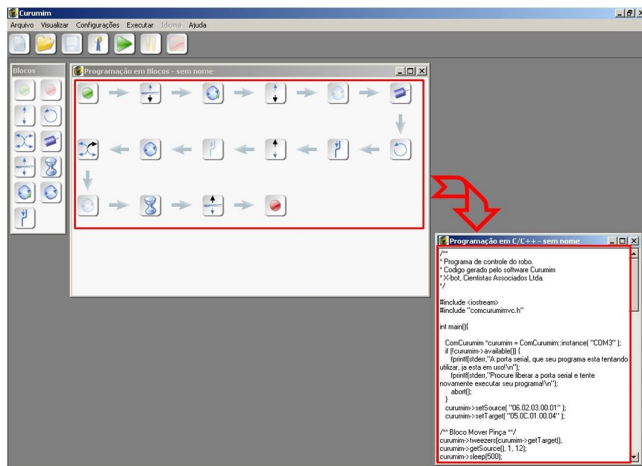 Curumim
Arquivo Visualizar Configurações Executar Idioma Ajuda
Blocos
Programação em Blocos - sem nome
Programação em C/C++ - sem nome
/**
* Programa de controle do robo.
* Codigo gerado pelo software Curumim
* X-bot, Cientistas Associados Ltda.
*/
#include <iostream>
#include "comcurumimvc.h"
int main(){
ComCurumim *curumim = ComCurumim::instance( "COM3" );
if (!curumim->available()) {
fprintf(stderr,"A porta serial, que seu programa esta tentando
utilizar, ja esta em uso!\n");
fprintf(stderr,"Procure liberar a porta serial e tente
novamente executar seu programa!\n");
abort();
}
curumim->setSource( "06.02.03.00.01" );
curumim->setTarget( "05.0C.01.00.04" );
/** Bloco Mover Pinça **/
curumim->tweezers(curumim->getTarget(),
curumim->getSource(), 1, 12);
curumim->sleep(500);